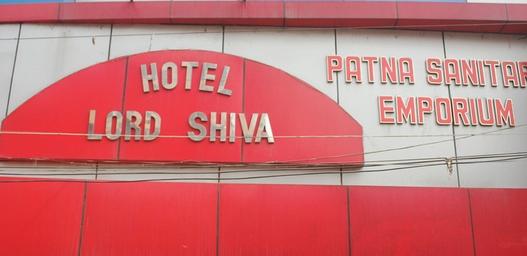 HOTEL
LORD SHIVA
PATNA SANITAR
EMPORIUM